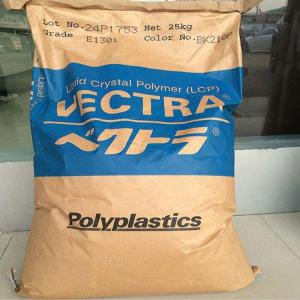 Lot No. 24P1753 Net 25kg
Grade E130i Color No. BK210P
Liquid Crystal Polymer (LCP)
VECTRA®
ベクトラ®
Polyplastics